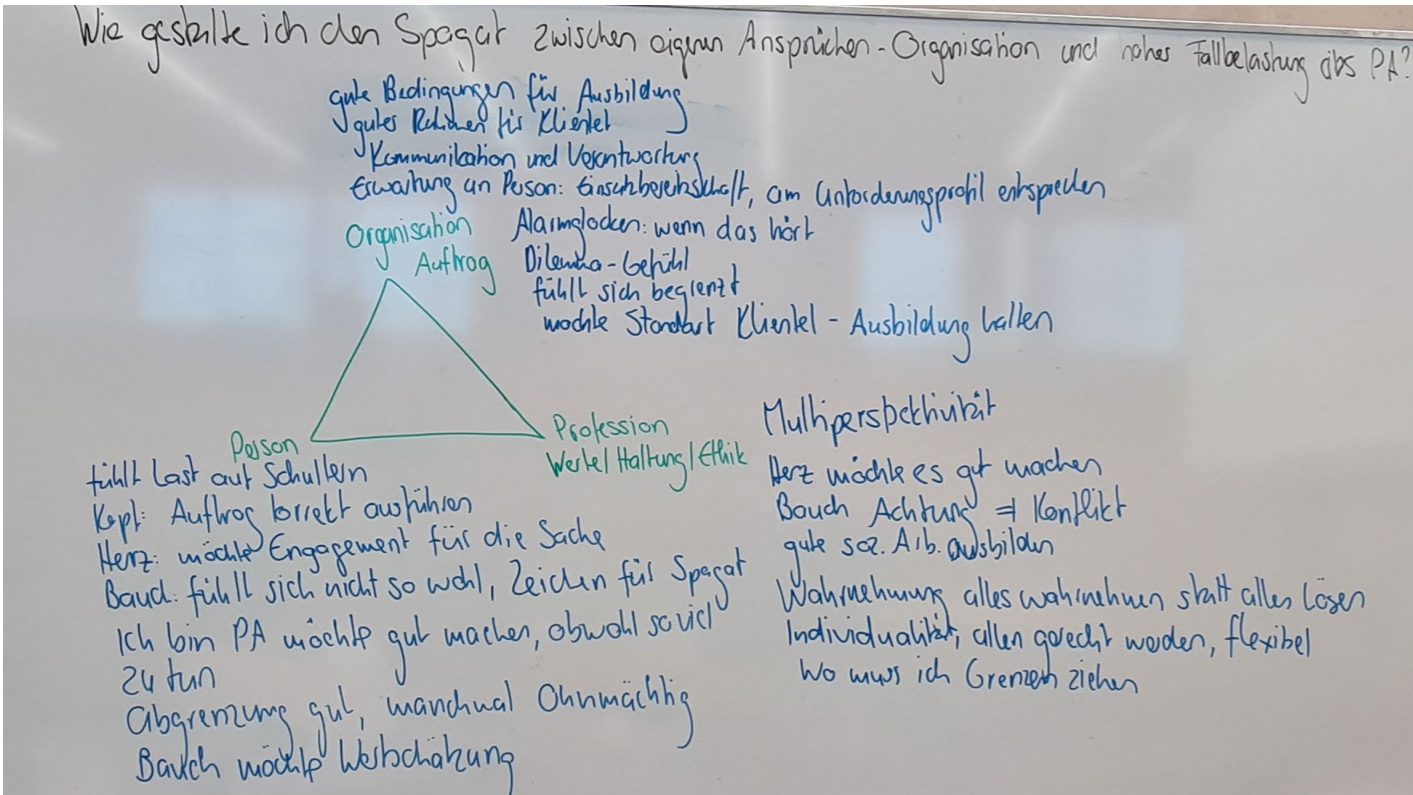 Wie gestalte ich den Spagat zwischen eigenen Ansprüchen-Organisation und hoher Fallbelastung als PA?
gute Bedingungen für Ausbildung
gutes Rahmen für Klientel
Kommunikation und Verantwortung
Erwartung an Person: Einsatzbereitschaft, am Anforderungsprofil entsprechen
Organisation
Auftrag
Alarmglocken: wenn das hört
Dilemma-Gefühl
fühlt sich begrenzt
möchte Standart Klientel - Ausbildung halten
Person
fühlt Last auf Schultern
Kopf: Auftrag korrekt ausführen
Herz: möchte Engagement für die Sache
Bauch: fühlt sich nicht so wohl, Zeichen für Spagat
Ich bin PA möchte gut machen, obwohl so viel
zu tun
Abgrenzung gut, manchmal Ohnmächtig
Bauch möchte Wertschätzung
Profession
Werte/Haltung/Ethik
Multiperspektivität
Herz möchte es gut machen
Bauch Achtung ⇒ Konflikt
gute soz. Arb. ausbilden
Wahrnehmung alles wahrnehmen statt alles lösen
Individualität, allen gerecht werden, flexibel
Wo muss ich Grenzen ziehen